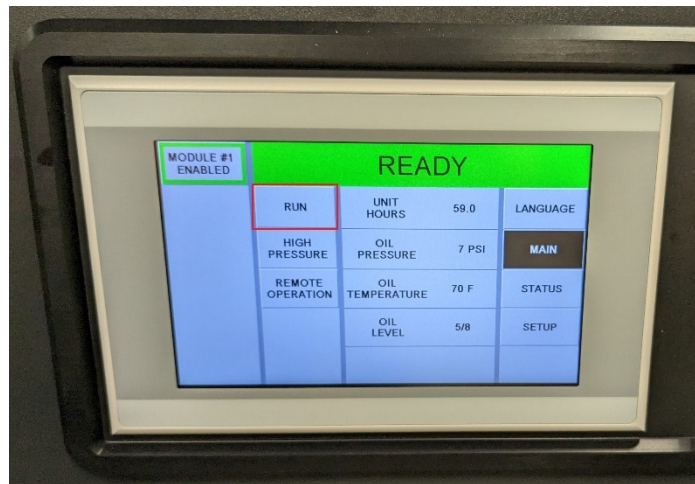 MODULE #1
ENABLED
READY
RUN
UNIT
HOURS
59.0
LANGUAGE
HIGH
PRESSURE
OIL
PRESSURE
7 PSI
MAIN
REMOTE
OPERATION
OIL
TEMPERATURE
70 F
STATUS
OIL
LEVEL
5/8
SETUP